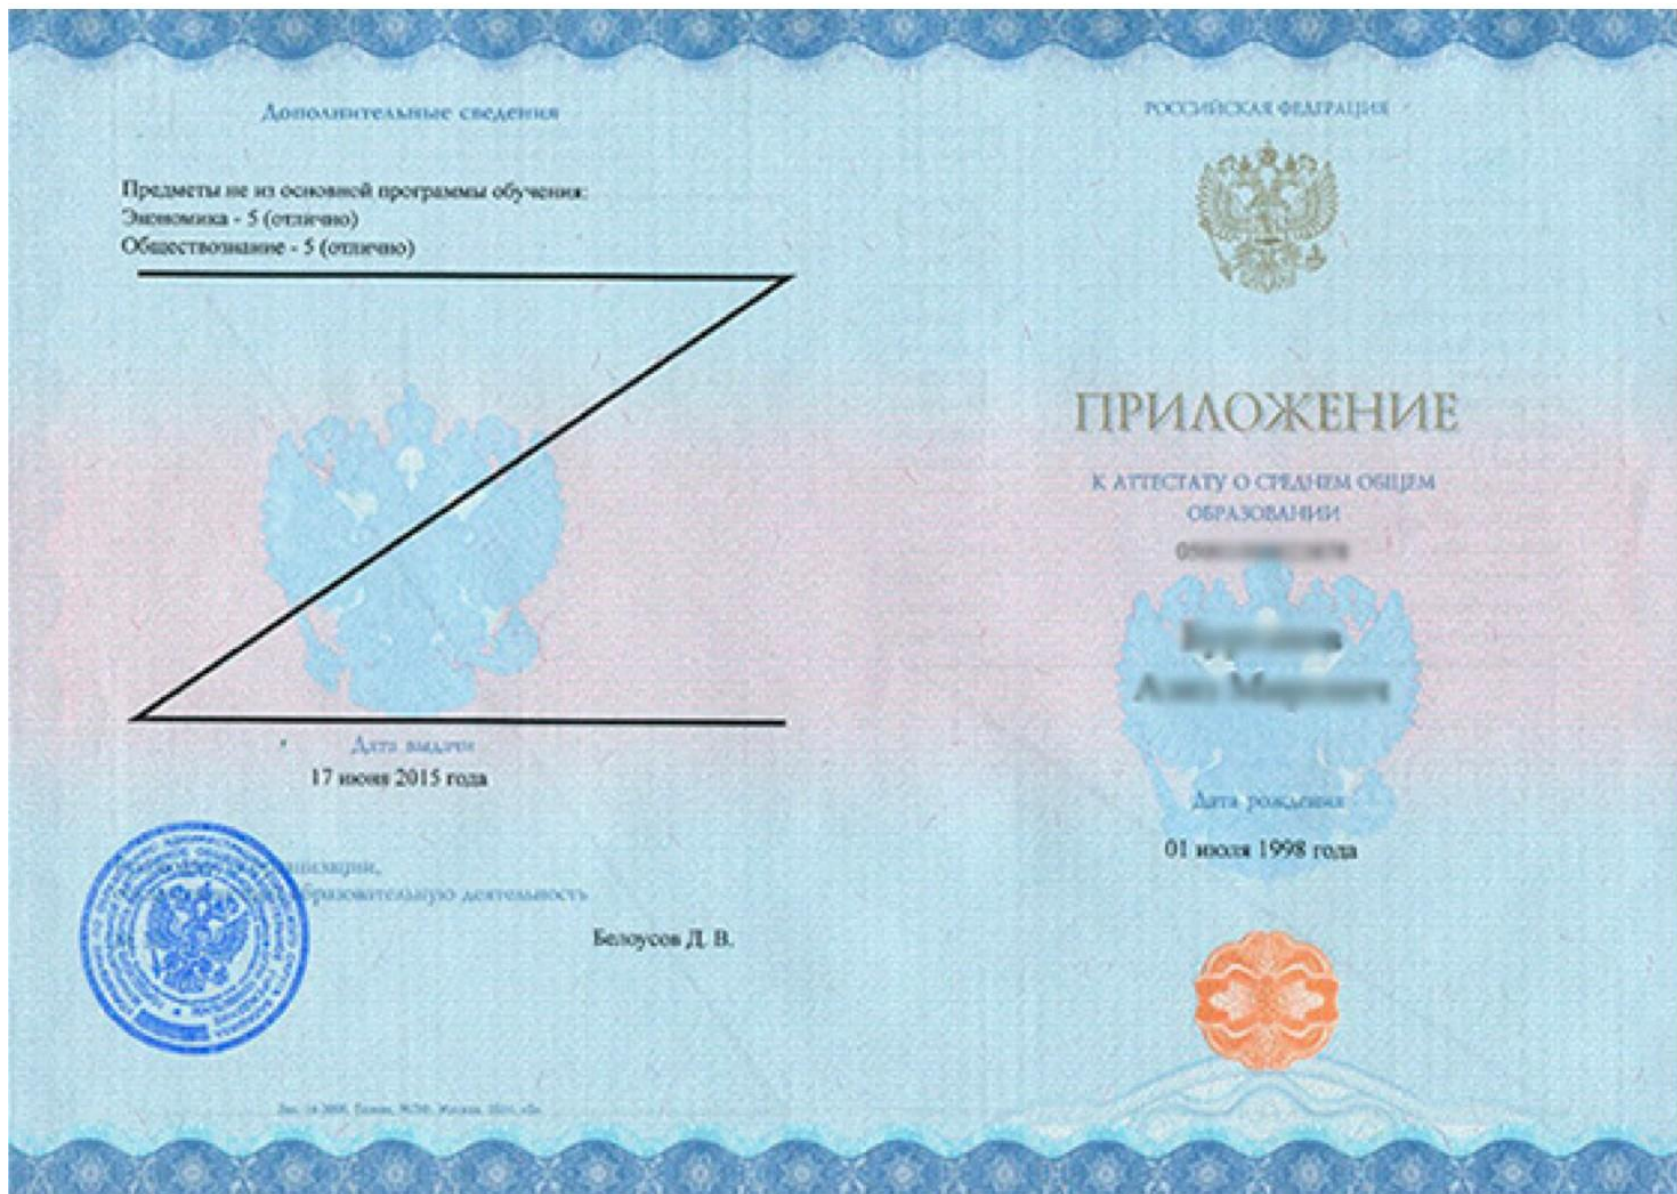 Дополнительные сведения
Предметы не из основной программы обучения:
Экономика - 5 (отлично)
Обществознание - 5 (отлично)
Дата выдачи
17 июня 2015 года
образовательную деятельность
Белоусов Д. В.
РОССИЙСКАЯ ФЕДЕРАЦИЯ
ПРИЛОЖЕНИЕ
К АТТЕСТАТУ О СРЕДНЕМ ОБЩЕМ
ОБРАЗОВАНИИ
Дата рождения
01 июля 1998 года